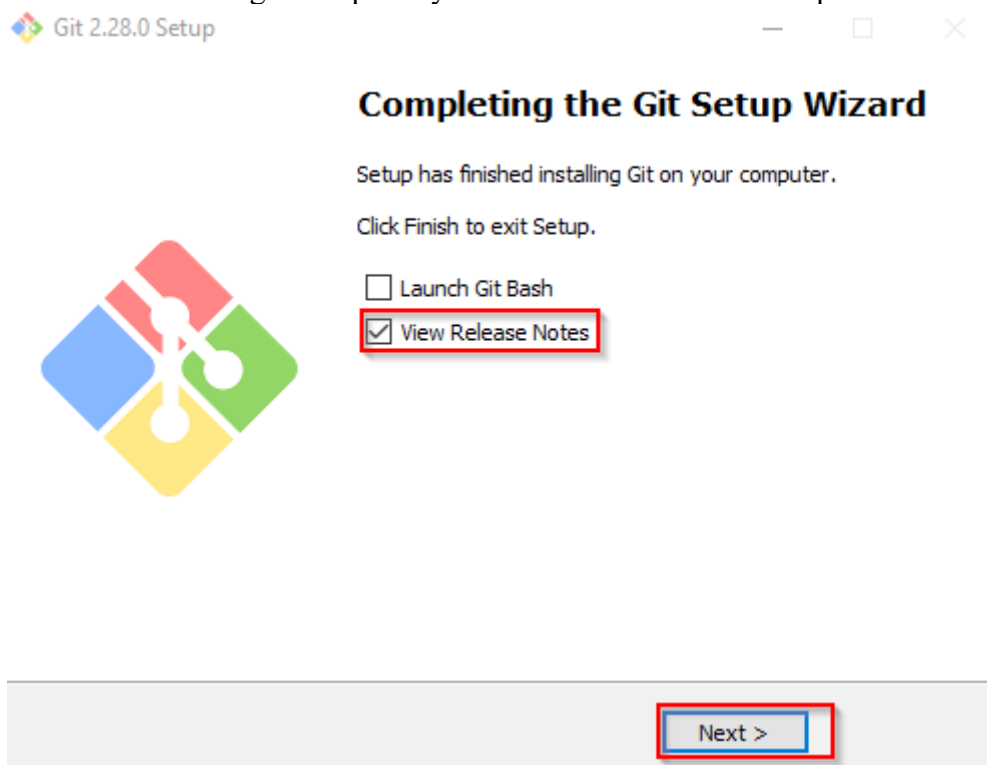 Git 2.28.0 Setup
Completing the Git Setup Wizard
Setup has finished installing Git on your computer.
Click Finish to exit Setup.
Launch Git Bash
View Release Notes
Next >